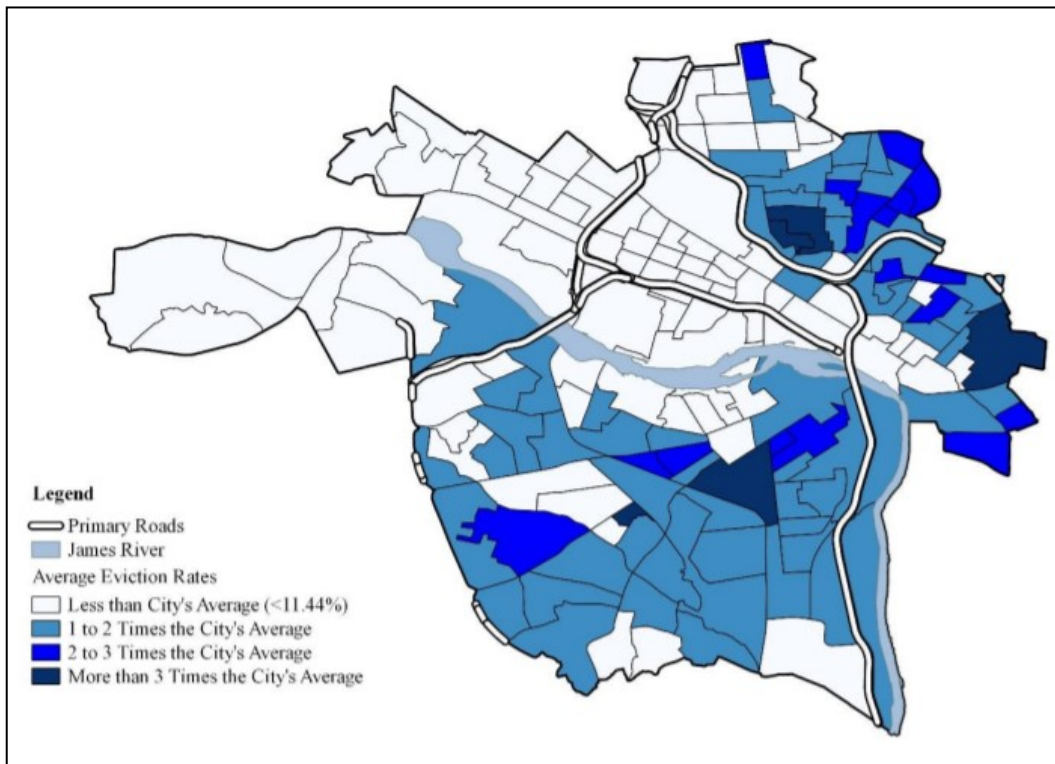 Legend
Primary Roads
James River
Average Eviction Rates
Less than City's Average (<11.44%)
1 to 2 Times the City's Average
2 to 3 Times the City's Average
More than 3 Times the City's Average